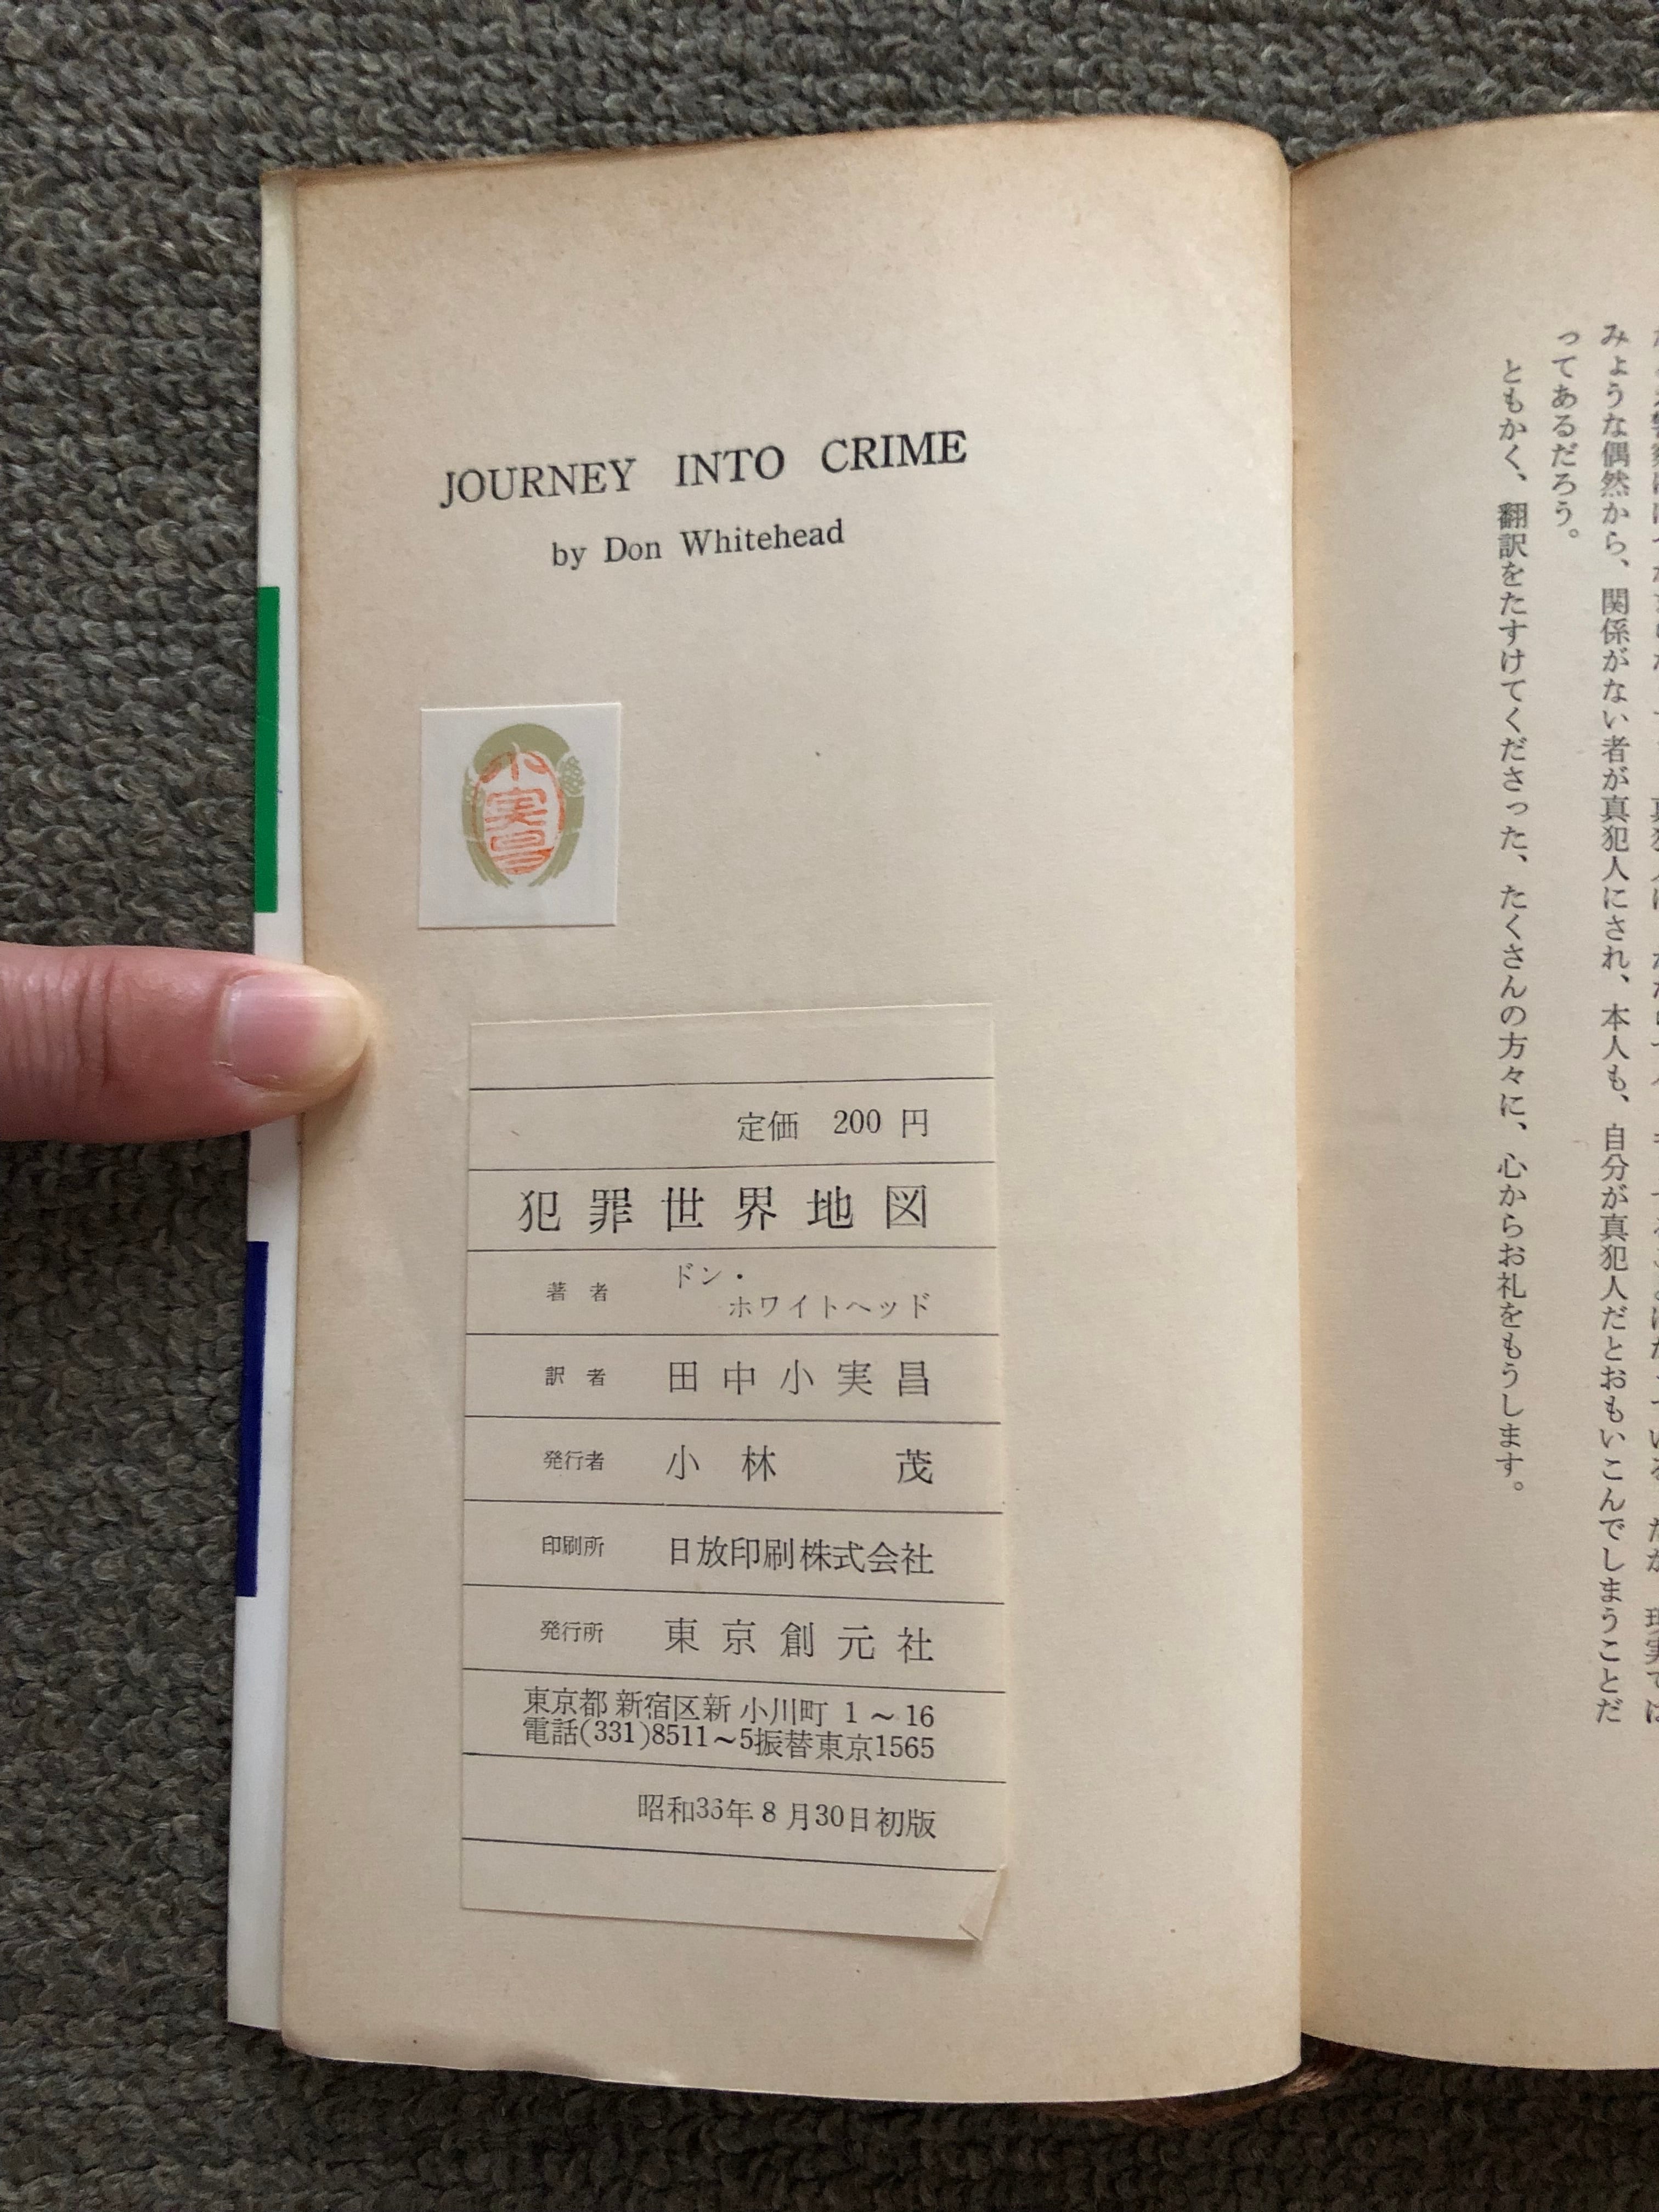 みょうな偶然から、関係がない者が真犯人にされ、本人も、自分が真犯人だとおもいこんでしまうことだ
ってあるだろう。
ともかく、翻訳をたすけてくださった、たくさんの方々に、心からお礼をもうします。
JOURNEY INTO CRIME
by Don Whitehead
小実昌
定価 200 円
犯罪世界地図
著者 ドン・
ホワイトヘッド
訳者 田中小実昌
発行者 小林 茂
印刷所 日放印刷株式会社
発行所 東京創元社
東京都新宿区新小川町 1～16
電話(331)8511～5振替東京1565
昭和36年8月30日初版